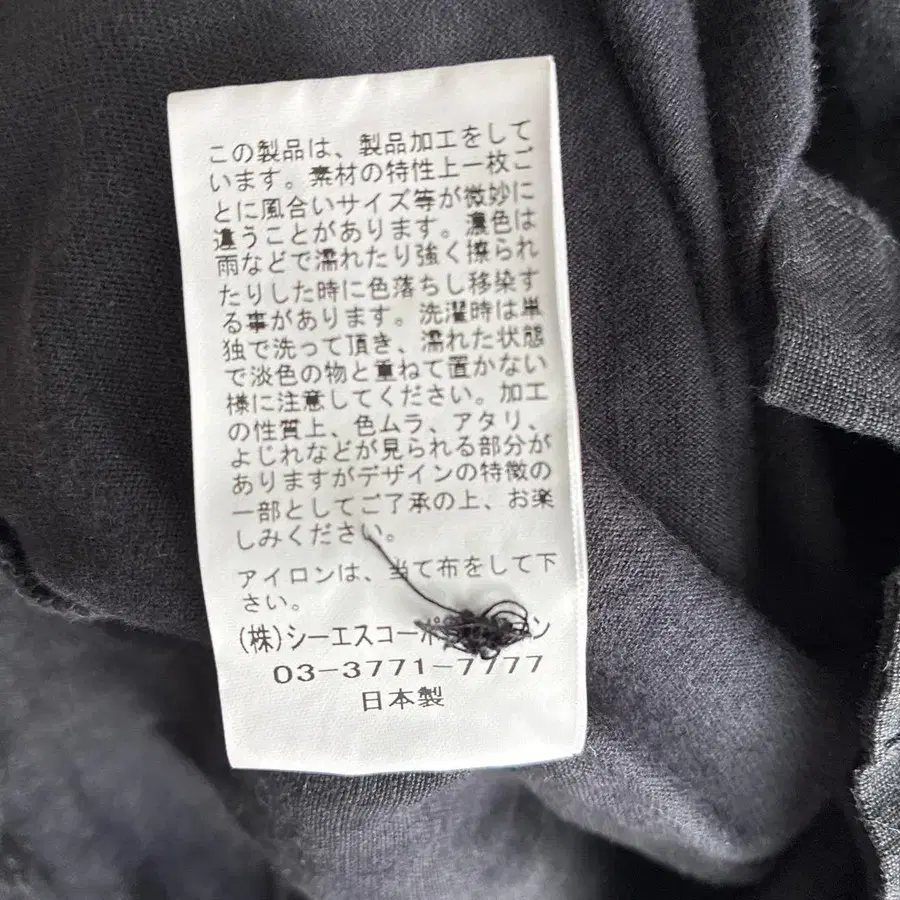 この製品は、製品加工をして
います。素材の特性上一枚ご
とに風合いサイズ等が微妙に
違うことがあります。濃色は
雨などで濡れたり強く擦られ
たりした時に色落ちし移染す
る事があります。洗濯時は単
独で洗って頂き、濡れた状態
で淡色の物と重ねて置かない
様に注意してください。加工
の性質上、色ムラ、アタリ、
よじれなどが見られる部分が
ありますがデザインの特徴の
一部としてご了承の上、お楽
しみください。
アイロンは、当て布をして下
さい。
(株)シーエスコーポレーション
03-3771-7777
日本製